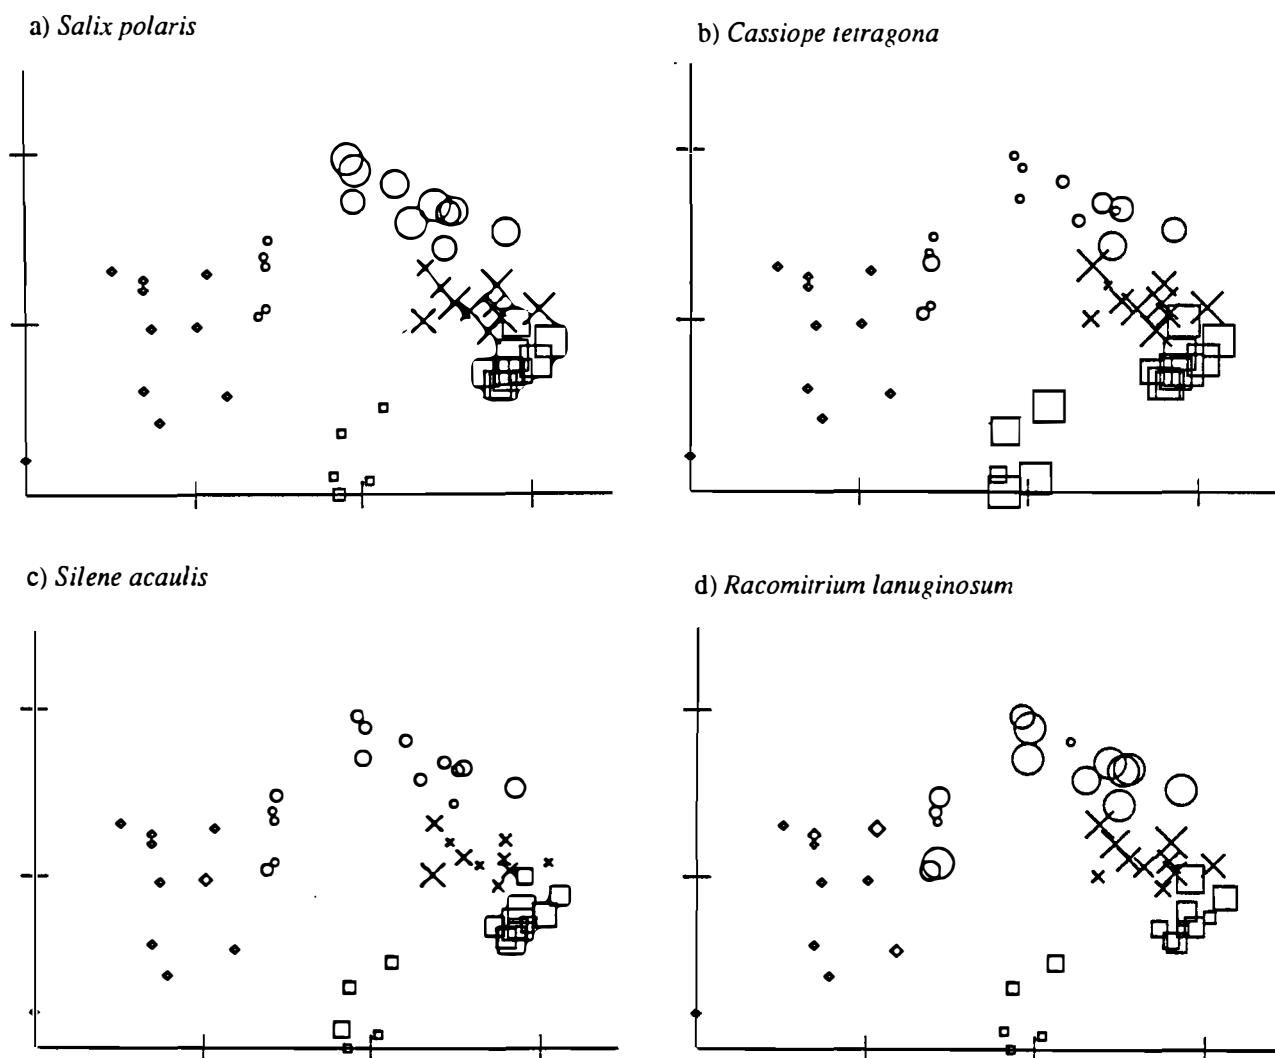 a) Salix polaris
b) Cassiope tetragona
c) Silene acaulis
d) Racomitrium lanuginosum